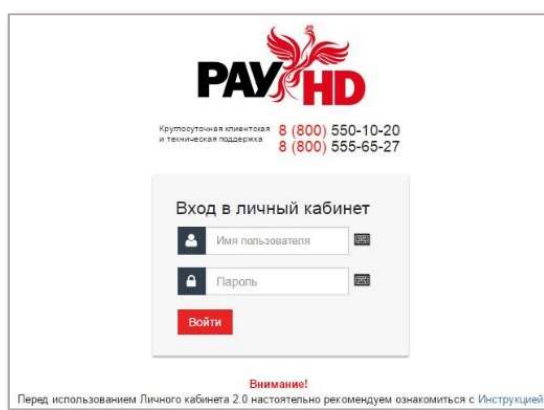 PAY HD
Круглосуточная клиентская 8 (800) 550-10-20
и техническая поддержка 8 (800) 555-65-27
Вход в личный кабинет
Имя пользователя
Пароль
Войти
Внимание!
Перед использованием Личного кабинета 2.0 настоятельно рекомендуем ознакомиться с Инструкцией